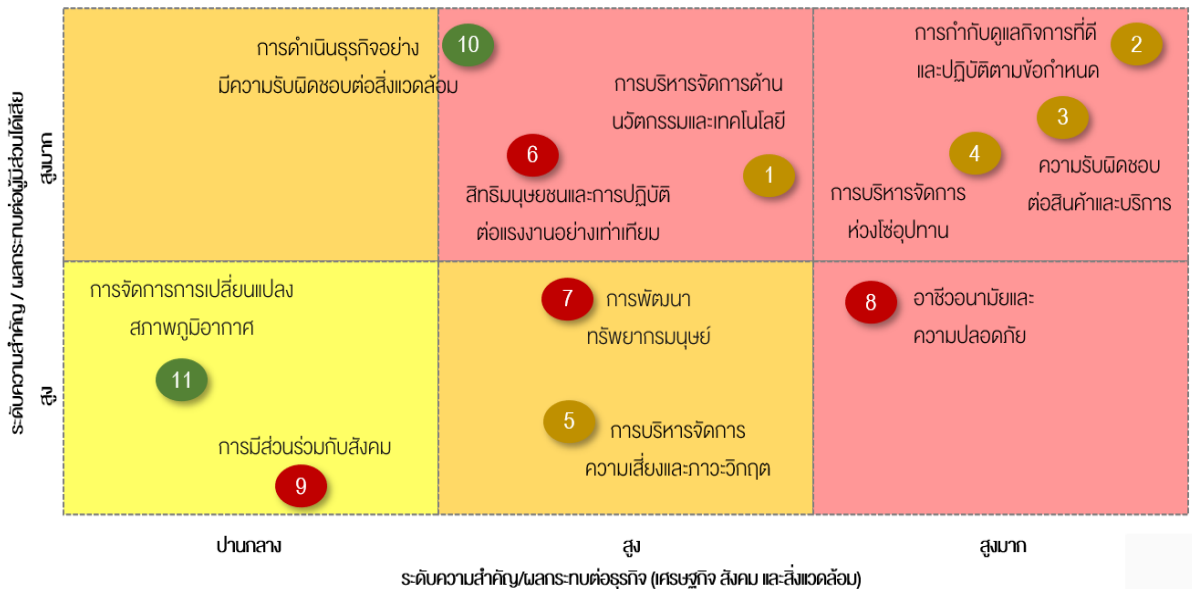 ระดับความสำคัญ / ผลกระทบต่อผู้มีส่วนได้เสีย
สูงมาก
สูง
การดำเนินธุรกิจอย่าง
มีความรับผิดชอบต่อสิ่งแวดล้อม
10
การบริหารจัดการด้าน
นวัตกรรมและเทคโนโลยี
6
1
สิทธิมนุษยชนและการปฏิบัติ
ต่อแรงงานอย่างเท่าเทียม
การกำกับดูแลกิจการที่ดี
และปฏิบัติตามข้อกำหนด
2
3
4
ความรับผิดชอบ
ต่อสินค้าและบริการ
การบริหารจัดการ
ห่วงโซ่อุปทาน
การจัดการการเปลี่ยนแปลง
สภาพภูมิอากาศ
11
การมีส่วนร่วมกับสังคม
9
7
การพัฒนา
ทรัพยากรมนุษย์
5
การบริหารจัดการ
ความเสี่ยงและภาวะวิกฤต
8
อาชีวอนามัยและ
ความปลอดภัย
ปานกลาง
สูง
สูงมาก
ระดับความสำคัญ/ผลกระทบต่อธุรกิจ (เศรษฐกิจ สังคม และสิ่งแวดล้อม)